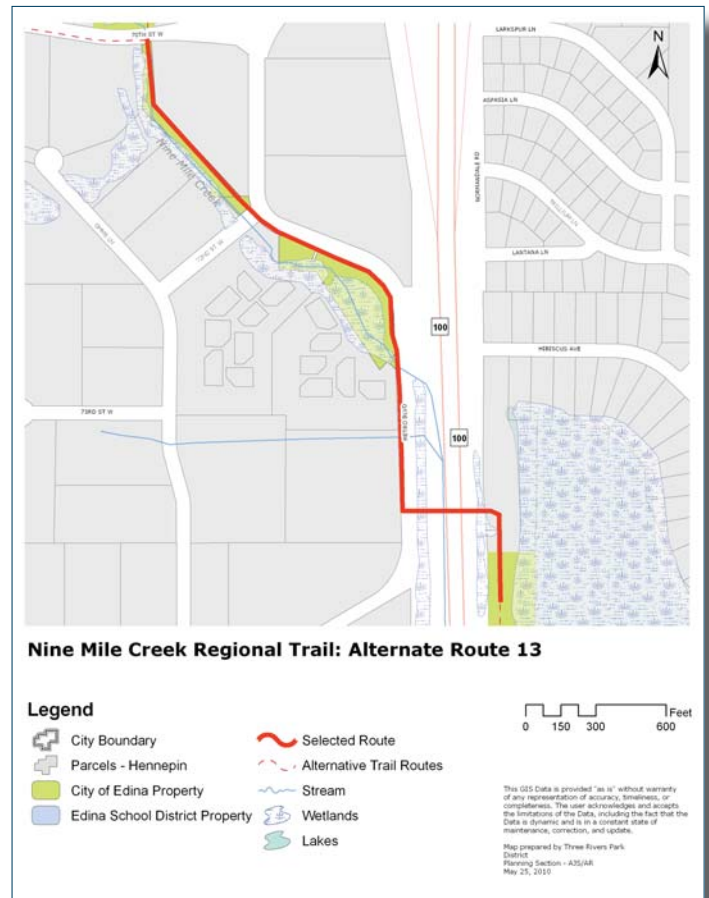 70TH ST W
LARKSPUR LN
N
ASPASIA LN
NORMANDALE RD
Nine Mile Creek
OHMS LN
72ND ST W
LANTANA LN
100
HIBISCUS AVE
73RD ST W
METRO BLVD
100
Nine Mile Creek Regional Trail: Alternate Route 13
Legend
City Boundary
Parcels - Hennepin
City of Edina Property
Edina School District Property
Selected Route
Alternative Trail Routes
Stream
Wetlands
Lakes
Feet
0 150 300 600
This GIS Data is provided "as is" without warranty
of any representation of accuracy, timeliness, or
completeness. The user acknowledges and accepts
the limitations of the Data, including the fact that the
Data is dynamic and is in a constant state of
maintenance, correction, and update.
Map prepared by Three Rivers Park
District
Planning Section - AJS/AR
May 25, 2010